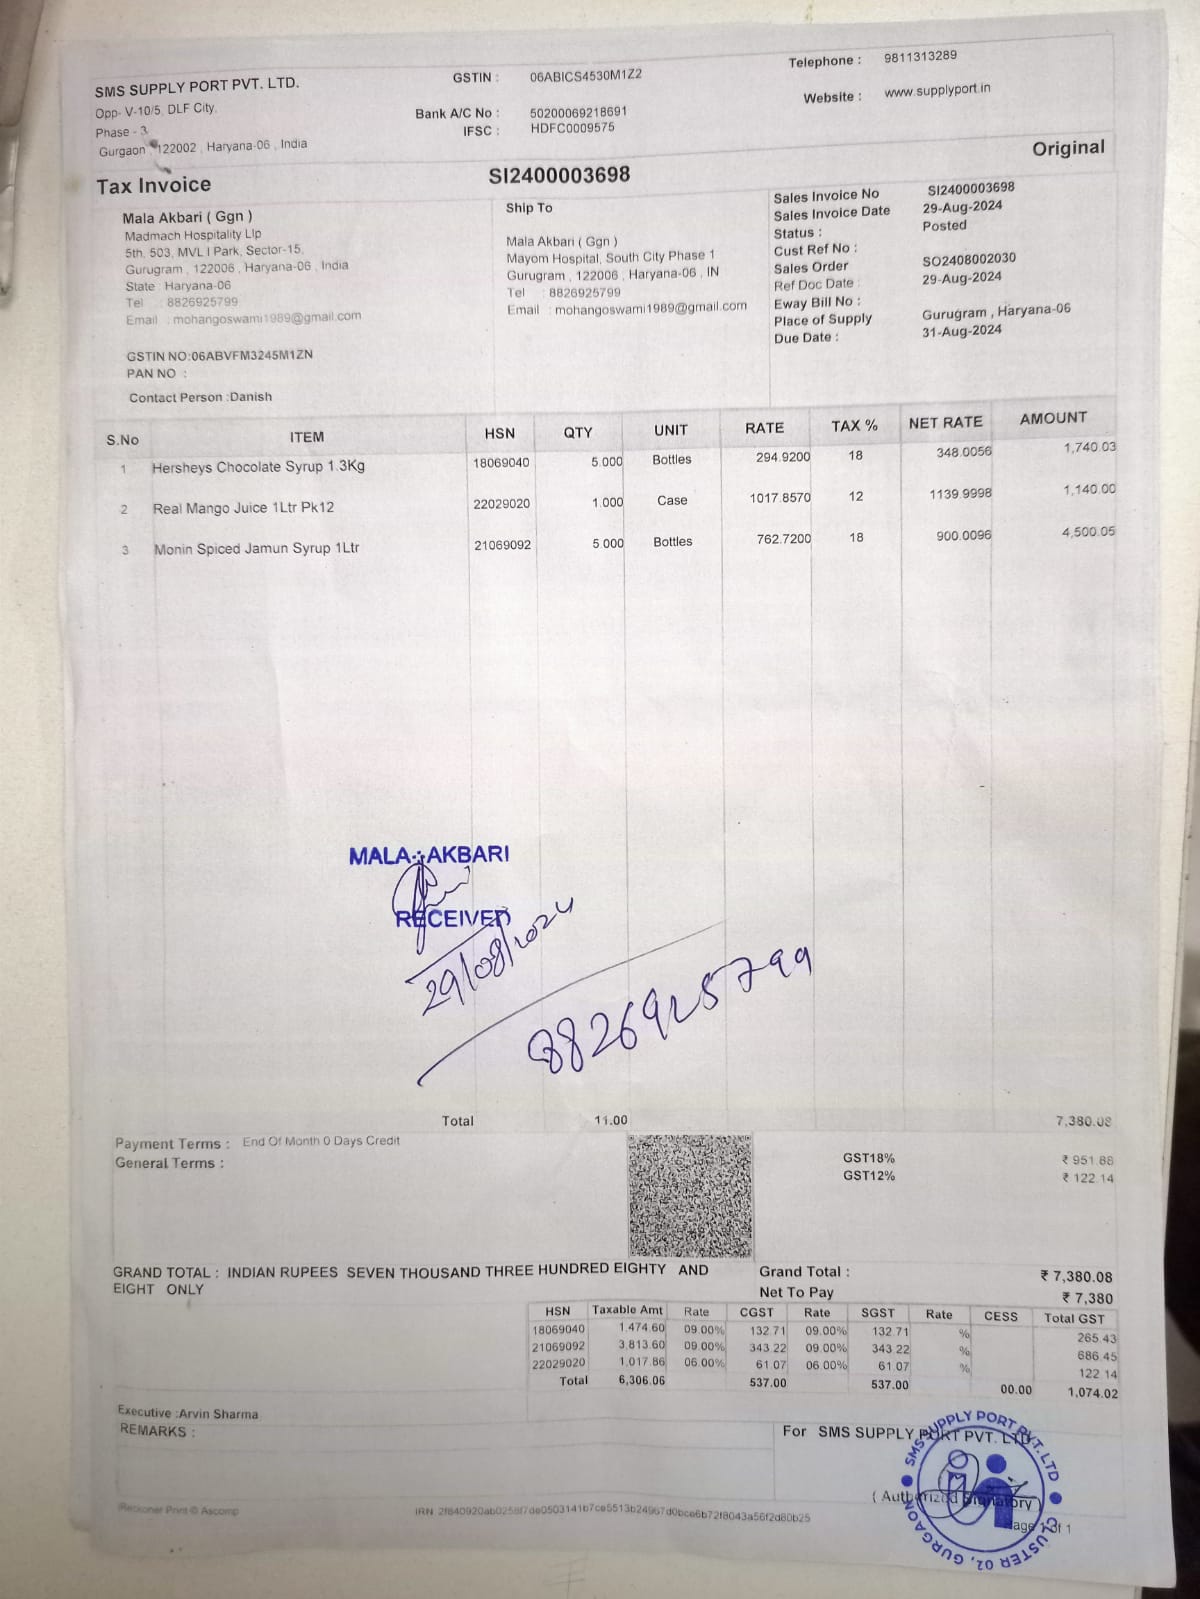 SMS SUPPLY PORT PVT. LTD.
Opp- V-10/5, DLF City,
Phase - 3
Gurgaon , 122002 , Haryana-06 , India
GSTIN : 06ABICS4530M1Z2
Bank A/C No : 50200069218691
IFSC : HDFC0009575
Telephone : 9811313289
Website : www.supplyport.in
Original
Tax Invoice
SI2400003698
Mala Akbari ( Ggn )
Madmach Hospitality Llp
5th, 503, MVL I Park, Sector-15,
Gurugram , 122006 , Haryana-06 , India
State : Haryana-06
Tel : 8826925799
Email : mohangoswami1989@gmail.com
GSTIN NO:06ABVFM3245M1ZN
PAN NO :
Contact Person :Danish
Ship To
Mala Akbari ( Ggn )
Mayom Hospital, South City Phase 1
Gurugram , 122006 , Haryana-06 , IN
Tel : 8826925799
Email : mohangoswami1989@gmail.com
Sales Invoice No SI2400003698
Sales Invoice Date 29-Aug-2024
Status : Posted
Cust Ref No :
Sales Order SO2408002030
Ref Doc Date : 29-Aug-2024
Eway Bill No :
Place of Supply Gurugram , Haryana-06
Due Date : 31-Aug-2024
S.No ITEM HSN QTY UNIT RATE TAX % NET RATE AMOUNT
1 Hersheys Chocolate Syrup 1.3Kg 18069040 5.000 Bottles 294.9200 18 348.0056 1,740.03
2 Real Mango Juice 1Ltr Pk12 22029020 1.000 Case 1017.8570 12 1139.9998 1,140.00
3 Monin Spiced Jamun Syrup 1Ltr 21069092 5.000 Bottles 762.7200 18 900.0096 4,500.05
MALA AKBARI
RECEIVED
29/08/2024
8826925799
Total 11.00 7,380.08
Payment Terms : End Of Month 0 Days Credit
General Terms :
GST18% ₹ 951.88
GST12% ₹ 122.14
GRAND TOTAL : INDIAN RUPEES SEVEN THOUSAND THREE HUNDRED EIGHTY AND
EIGHT ONLY
Grand Total : ₹ 7,380.08
Net To Pay ₹ 7,380
HSN Taxable Amt Rate CGST Rate SGST Rate CESS Total GST
18069040 1,474.60 09.00% 132.71 09.00% 132.71 % 265.43
21069092 3,813.60 09.00% 343.22 09.00% 343.22 % 686.45
22029020 1,017.86 06.00% 61.07 06.00% 61.07 % 122.14
Total 6,306.06 537.00 537.00 00.00 1,074.02
Executive :Arvin Sharma
REMARKS :
For SMS SUPPLY PORT PVT. LTD
( Authorized Signatory
Page 1 of 1
SMS SUPPLY PORT PVT. LTD
CLUSTER 02, GURGAON
iReckoner Print © Ascomp
IRN